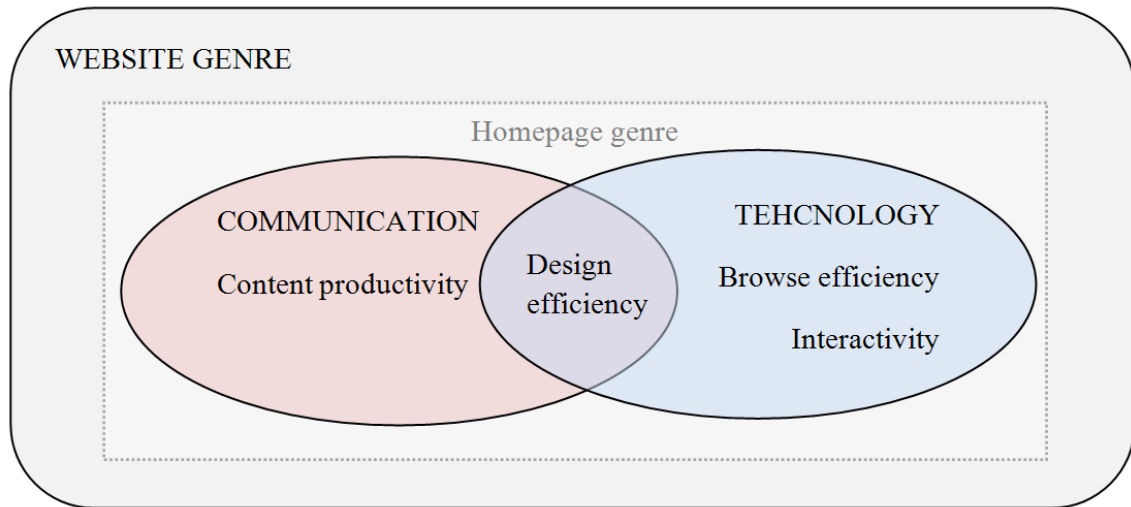 WEBSITE GENRE
Homepage genre
COMMUNICATION
Content productivity
Design
efficiency
TEHCNOLOGY
Browse efficiency
Interactivity